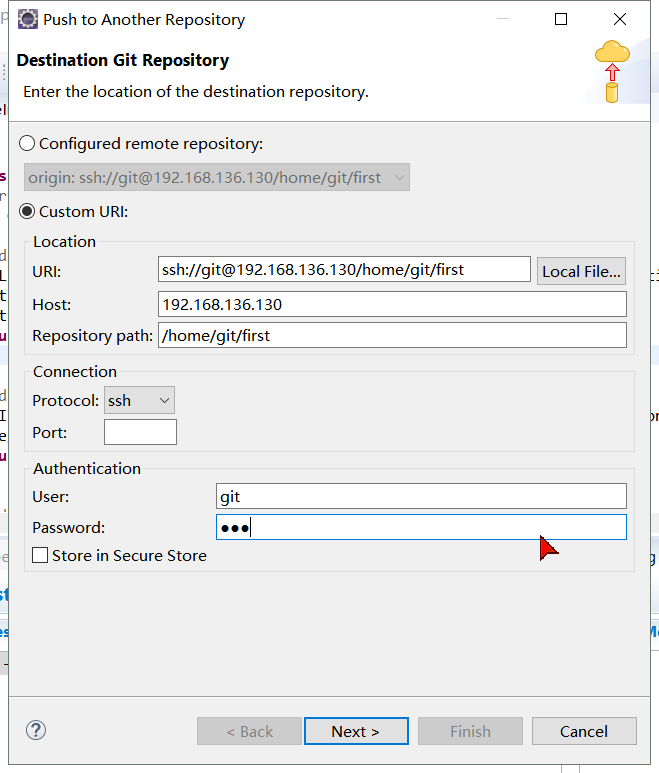 Push to Another Repository
Destination Git Repository
Enter the location of the destination repository.
Configured remote repository:
origin: ssh://git@192.168.136.130/home/git/first
Custom URI:
Location
URI: ssh://git@192.168.136.130/home/git/first Local File...
Host: 192.168.136.130
Repository path: /home/git/first
Connection
Protocol: ssh
Port:
Authentication
User: git
Password: ●●●
Store in Secure Store
< Back Next > Finish Cancel